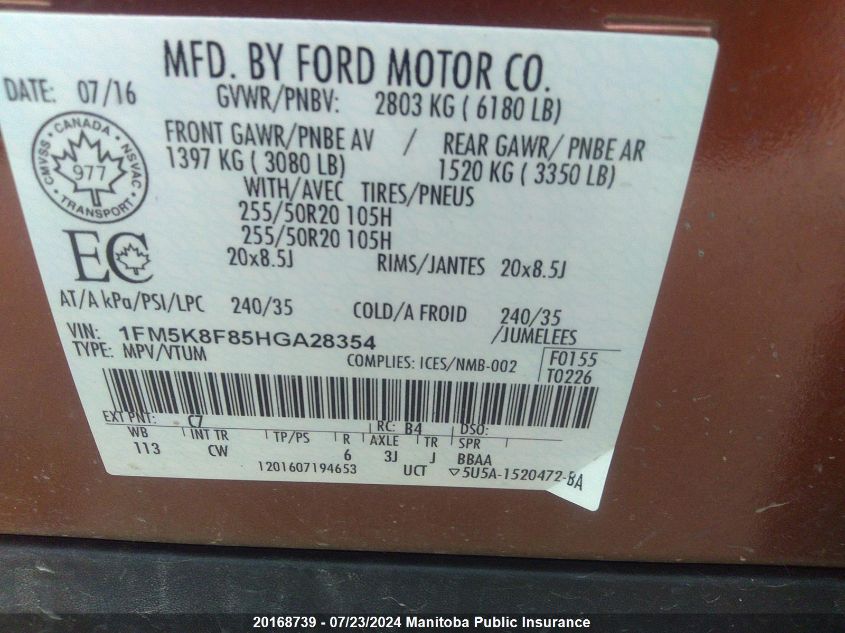 MFD. BY FORD MOTOR CO.
DATE: 07/16
GVWR/PNBV: 2803 KG ( 6180 LB)
FRONT GAWR/PNBE AV / REAR GAWR/ PNBE AR
1397 KG ( 3080 LB) 1520 KG ( 3350 LB)
CANADA
CMVSS 977 NSVAC
TRANSPORT
WITH/AVEC TIRES/PNEUS
255/50R20 105H
255/50R20 105H
EC
20x8.5J RIMS/JANTES 20x8.5J
AT/A kPa/PSI/LPC 240/35 COLD/A FROID 240/35
VIN: 1FM5K8F85HGA28354 /JUMELEES
TYPE: MPV/VTUM COMPLIES: ICES/NMB-002 F0155
T0226
EXT PNT: C7 RC: B4 DSO:
WB INT TR TP/PS R AXLE TR SPR
113 CW 6 3J J BBAA
1201607194653 UCT 5U5A-1520472-BA
20168739 - 07/23/2024 Manitoba Public Insurance